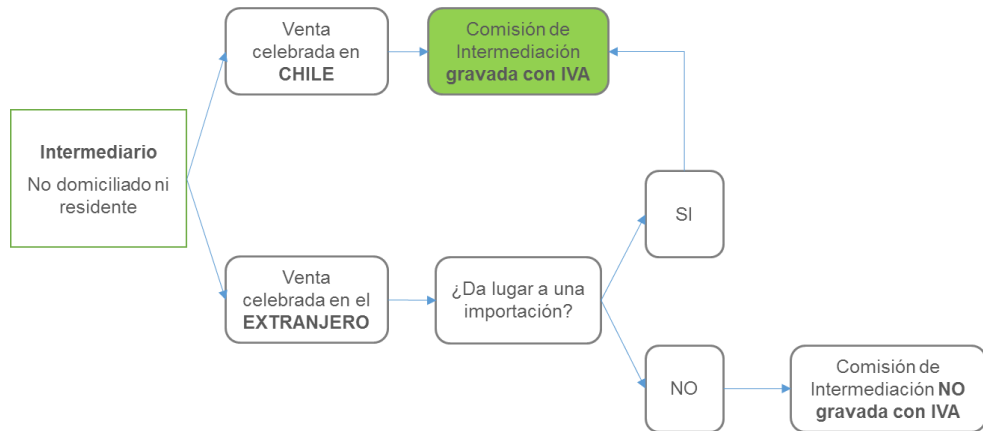 Venta
celebrada en
CHILE
Comisión de
Intermediación
gravada con IVA
Intermediario
No domiciliado ni
residente
SI
Venta
celebrada en el
EXTRANJERO
¿Da lugar a una
importación?
NO
Comisión de
Intermediación NO
gravada con IVA